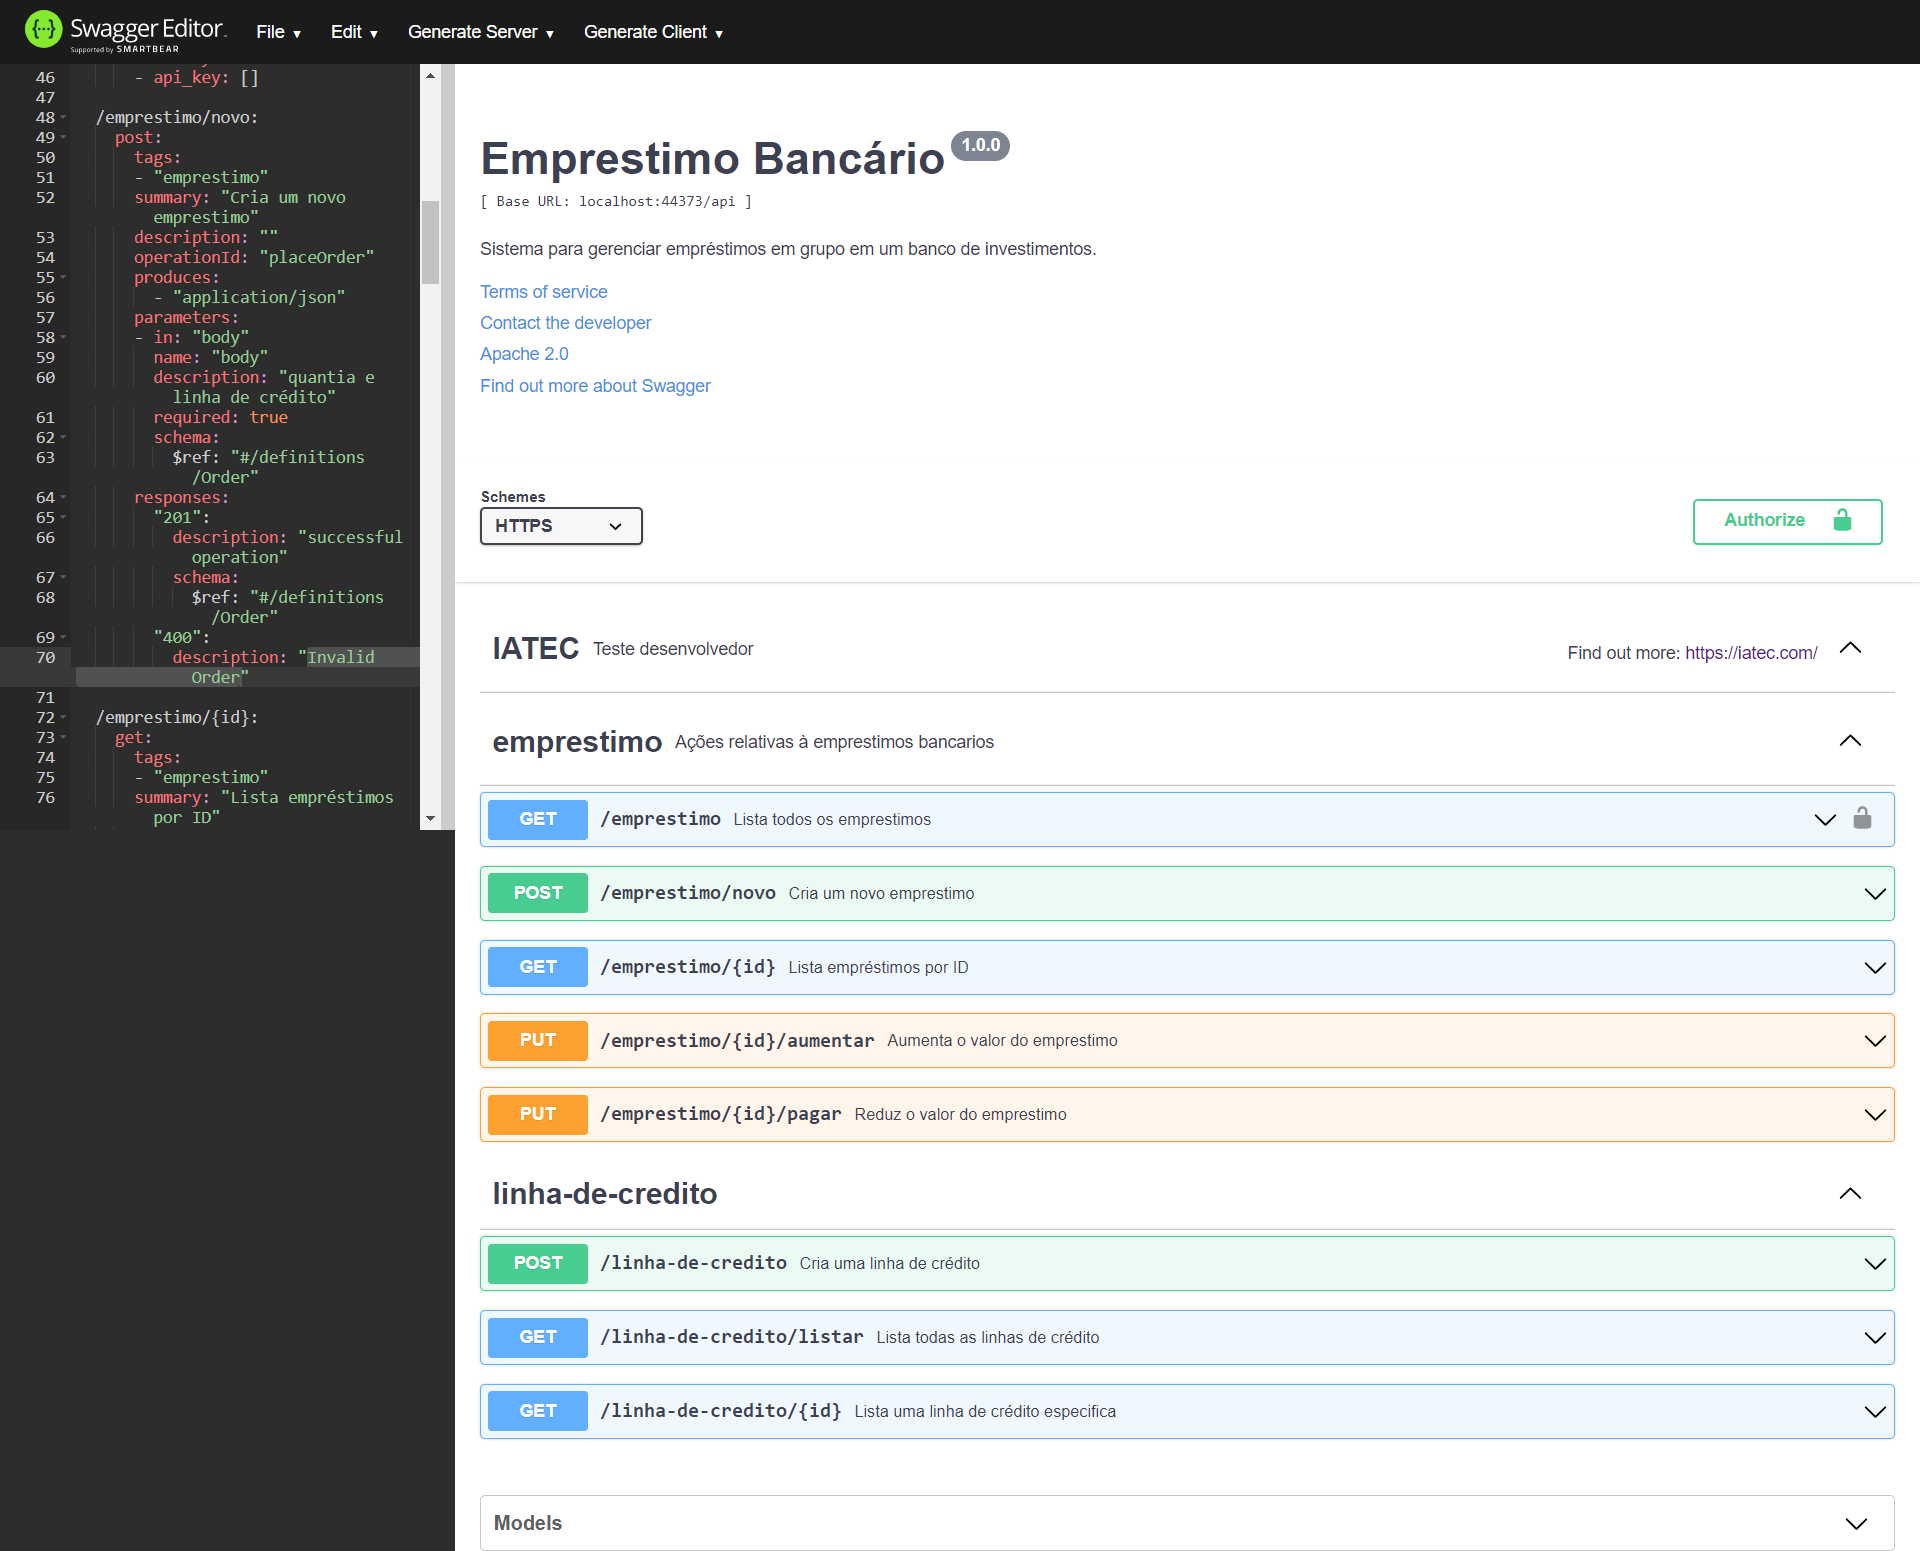 Swagger Editor.
Supported by SMARTBEAR
File ▼
Edit ▼
Generate Server ▼
Generate Client ▼
46 - api_key: []
47
48 /emprestimo/novo:
49 post:
50 tags:
51 - "emprestimo"
52 summary: "Cria um novo
emprestimo"
53 description: ""
54 operationId: "placeOrder"
55 produces:
56 - "application/json"
57 parameters:
58 - in: "body"
59 name: "body"
60 description: "quantia e
linha de crédito"
61 required: true
62 schema:
63 $ref: "#/definitions
/Order"
64 responses:
65 "201":
66 description: "successful
operation"
67 schema:
68 $ref: "#/definitions
/Order"
69 "400":
70 description: "Invalid
Order"
71
72 /emprestimo/{id}:
73 get:
74 tags:
75 - "emprestimo"
76 summary: "Lista empréstimos
por ID"
Emprestimo Bancário 1.0.0
[ Base URL: localhost:44373/api ]
Sistema para gerenciar empréstimos em grupo em um banco de investimentos.
Terms of service
Contact the developer
Apache 2.0
Find out more about Swagger
Schemes
HTTPS
Authorize
IATEC Teste desenvolvedor
Find out more: https://iatec.com/
emprestimo Ações relativas à emprestimos bancarios
GET /emprestimo Lista todos os emprestimos
POST /emprestimo/novo Cria um novo emprestimo
GET /emprestimo/{id} Lista empréstimos por ID
PUT /emprestimo/{id}/aumentar Aumenta o valor do emprestimo
PUT /emprestimo/{id}/pagar Reduz o valor do emprestimo
linha-de-credito
POST /linha-de-credito Cria uma linha de crédito
GET /linha-de-credito/listar Lista todas as linhas de crédito
GET /linha-de-credito/{id} Lista uma linha de crédito especifica
Models